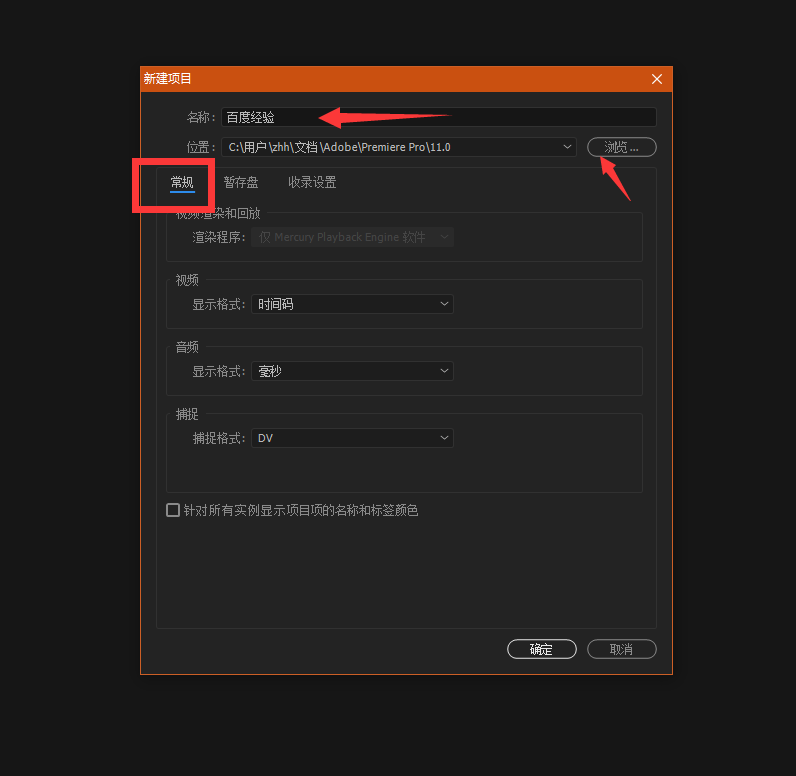 新建项目
名称: 百度经验
位置: C:\用户\zhh\文档\Adobe\Premiere Pro\11.0 浏览...
常规 暂存盘 收录设置
视频渲染和回放
渲染程序: 仅 Mercury Playback Engine 软件
视频
显示格式: 时间码
音频
显示格式: 毫秒
捕捉
捕捉格式: DV
针对所有实例显示项目项的名称和标签颜色
确定 取消